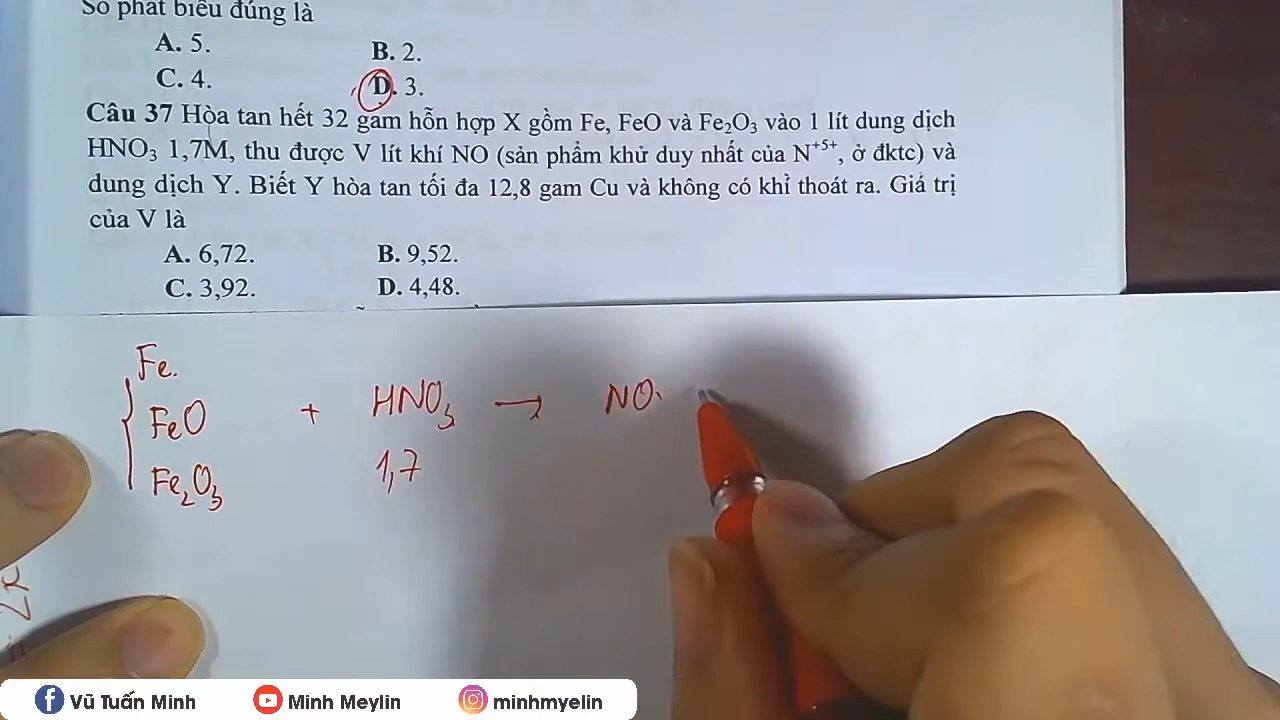 Số phát biểu đúng là
A. 5. B. 2.
C. 4. D. 3.
Câu 37 Hòa tan hết 32 gam hỗn hợp X gồm Fe, FeO và Fe₂O₃ vào 1 lít dung dịch
HNO₃ 1,7M, thu được V lít khí NO (sản phẩm khử duy nhất của N⁺⁵⁺, ở đktc) và
dung dịch Y. Biết Y hòa tan tối đa 12,8 gam Cu và không có khỉ thoát ra. Giá trị
của V là
A. 6,72. B. 9,52.
C. 3,92. D. 4,48.
Fe.
FeO + HNO₃ → NO.
Fe₂O₃ 1,7
Vũ Tuấn Minh Minh Meylin minhmyelin